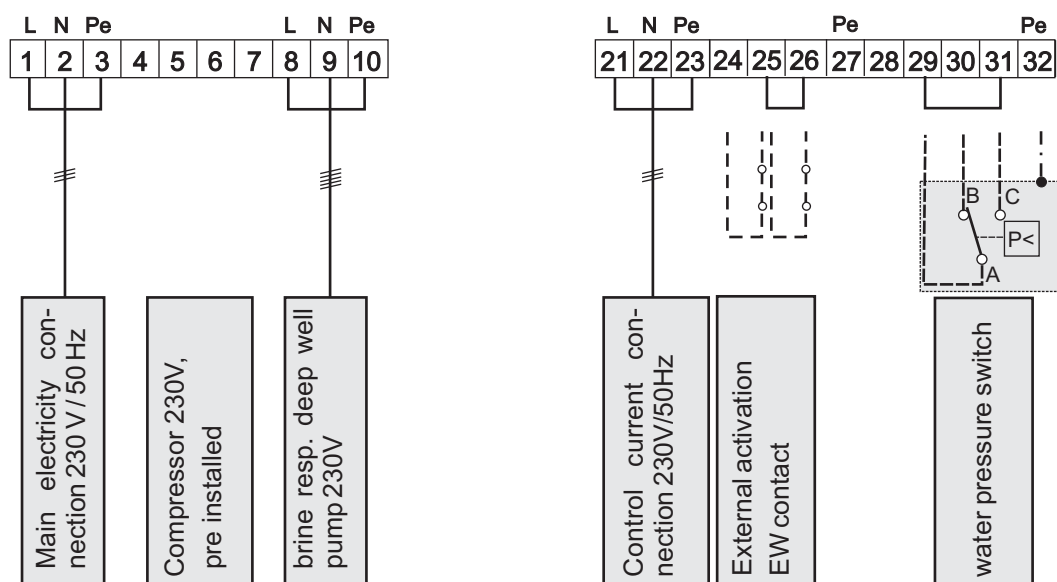 L N Pe L N Pe L N Pe Pe Pe
1 2 3 4 5 6 7 8 9 10 21 22 23 24 25 26 27 28 29 30 31 32
B C
P<
A
Main electricity con-
nection 230 V / 50 Hz
Compressor 230V,
pre installed
brine resp. deep well
pump 230V
Control current con-
nection 230V/50Hz
External activation
EW contact
water pressure switch